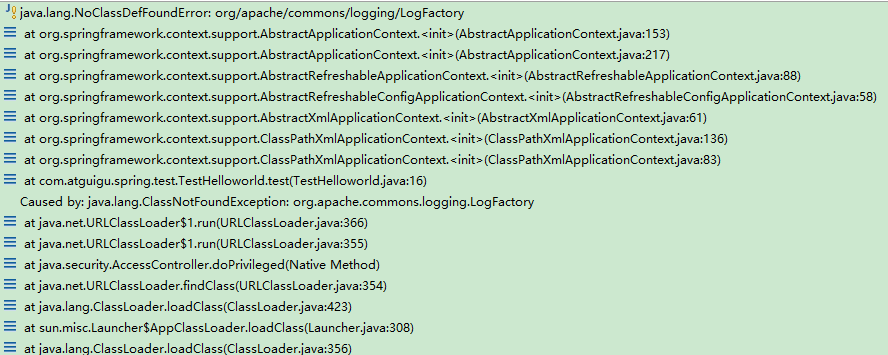 java.lang.NoClassDefFoundError: org/apache/commons/logging/LogFactory
at org.springframework.context.support.AbstractApplicationContext.<init>(AbstractApplicationContext.java:153)
at org.springframework.context.support.AbstractApplicationContext.<init>(AbstractApplicationContext.java:217)
at org.springframework.context.support.AbstractRefreshableApplicationContext.<init>(AbstractRefreshableApplicationContext.java:88)
at org.springframework.context.support.AbstractRefreshableConfigApplicationContext.<init>(AbstractRefreshableConfigApplicationContext.java:58)
at org.springframework.context.support.AbstractXmlApplicationContext.<init>(AbstractXmlApplicationContext.java:61)
at org.springframework.context.support.ClassPathXmlApplicationContext.<init>(ClassPathXmlApplicationContext.java:136)
at org.springframework.context.support.ClassPathXmlApplicationContext.<init>(ClassPathXmlApplicationContext.java:83)
at com.atguigu.spring.test.TestHelloworld.test(TestHelloworld.java:16)
Caused by: java.lang.ClassNotFoundException: org.apache.commons.logging.LogFactory
at java.net.URLClassLoader$1.run(URLClassLoader.java:366)
at java.net.URLClassLoader$1.run(URLClassLoader.java:355)
at java.security.AccessController.doPrivileged(Native Method)
at java.net.URLClassLoader.findClass(URLClassLoader.java:354)
at java.lang.ClassLoader.loadClass(ClassLoader.java:423)
at sun.misc.Launcher$AppClassLoader.loadClass(Launcher.java:308)
at java.lang.ClassLoader.loadClass(ClassLoader.java:356)